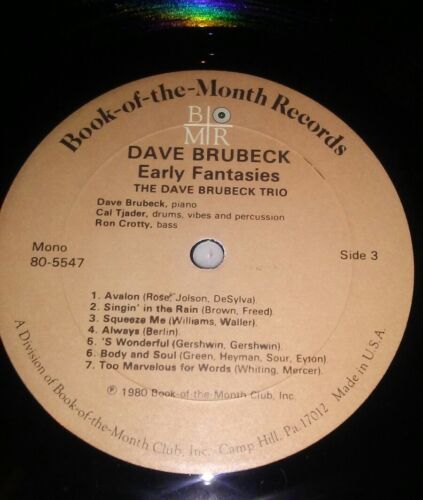 Book-of-the-Month Records
B O
M R
DAVE BRUBECK
Early Fantasies
THE DAVE BRUBECK TRIO
Dave Brubeck, piano
Cal Tjader, drums, vibes and percussion
Ron Crotty, bass
Mono
80-5547
Side 3
1. Avalon (Rose, Jolson, DeSylva)
2. Singin' in the Rain (Brown, Freed)
3. Squeeze Me (Williams, Waller)
4. Always (Berlin)
6. 'S Wonderful (Gershwin, Gershwin)
6. Body and Soul (Green, Heyman, Sour, Eyton)
7. Too Marvelous for Words (Whiting, Mercer)
℗ 1980 Book-of-the-Month Club, Inc.
A Division of Book-of-the-Month Club, Inc. Camp Hill, Pa. 17012 Made in U.S.A.